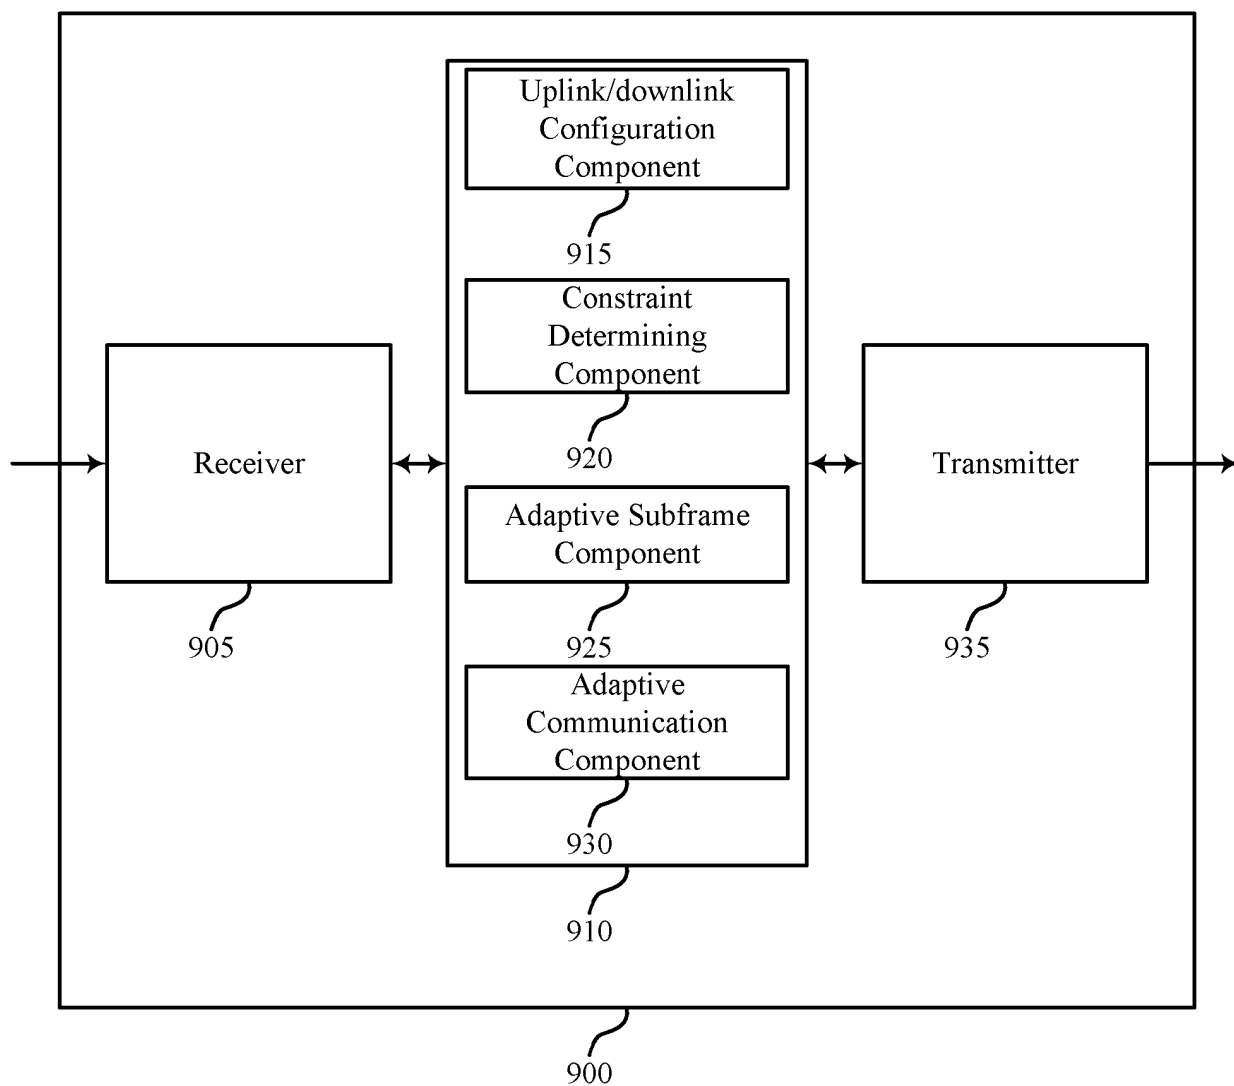 Uplink/downlink
Configuration
Component
915
Constraint
Determining
Component
920
Receiver
905
Adaptive Subframe
Component
925
Adaptive
Communication
Component
930
910
Transmitter
935
900